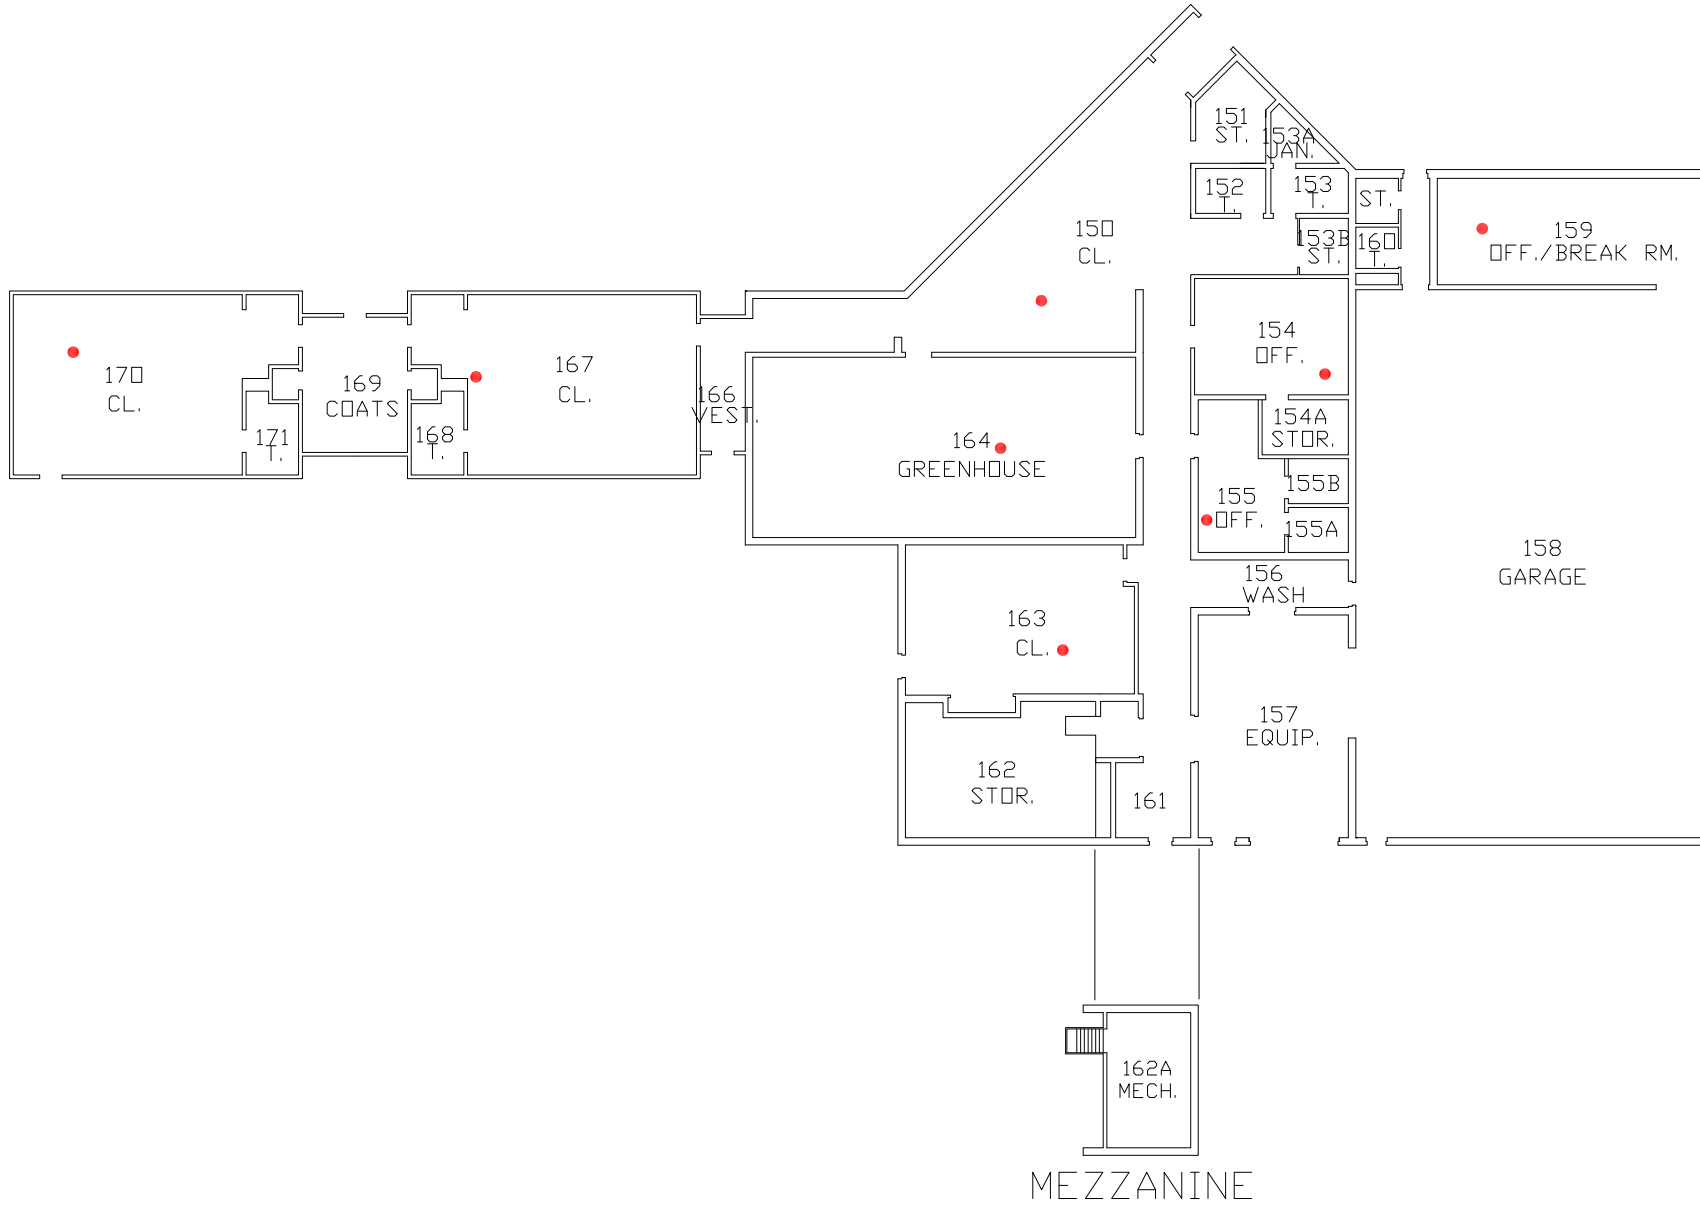 151
ST.
153A
JAN.
152
T.
153
T.
ST.
150
CL.
153B
ST.
160
T.
159
OFF./BREAK RM.
154
OFF.
170
CL.
169
COATS
167
CL.
166
VEST.
154A
STOR.
171
T.
168
T.
164
GREENHOUSE
155B
155
OFF.
155A
158
GARAGE
156
WASH
163
CL.
157
EQUIP.
162
STOR.
161
162A
MECH.
MEZZANINE